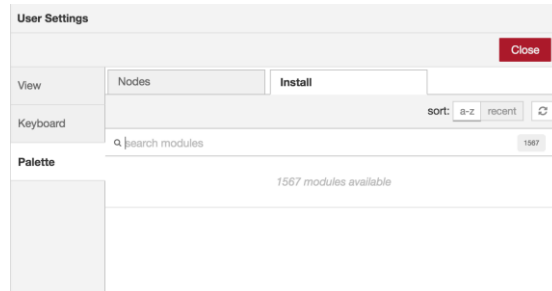 User Settings
Close
View
Keyboard
Palette
Nodes
Install
sort: a-z recent
search modules
1567
1567 modules available